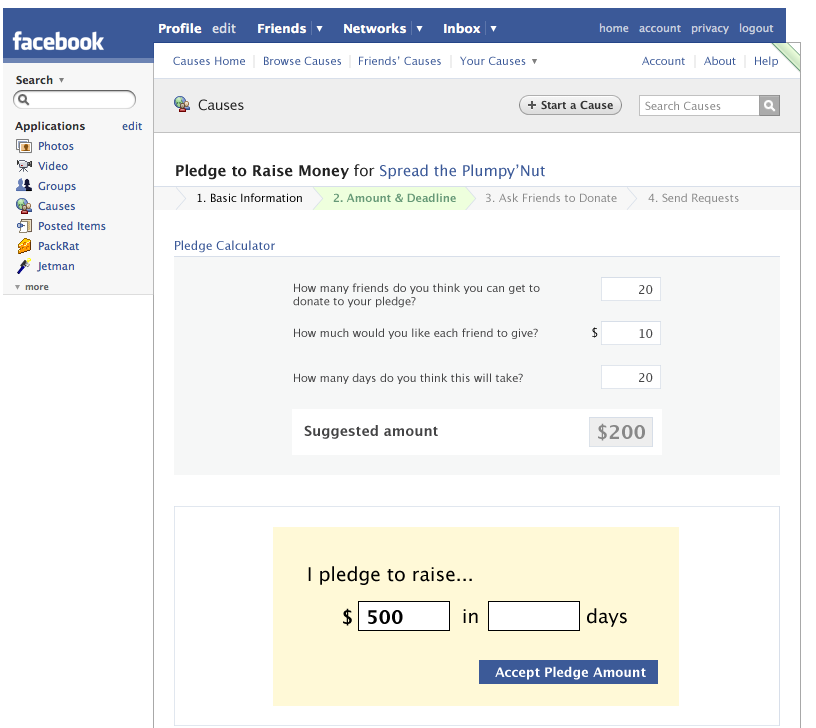 facebook
Profile edit Friends Networks Inbox home account privacy logout
Search
Applications edit
Photos
Video
Groups
Causes
Posted Items
PackRat
Jetman
more
Causes Home Browse Causes Friends' Causes Your Causes Account About Help
Causes + Start a Cause Search Causes
Pledge to Raise Money for Spread the Plumpy'Nut
1. Basic Information 2. Amount & Deadline 3. Ask Friends to Donate 4. Send Requests
Pledge Calculator
How many friends do you think you can get to
donate to your pledge? 20
How much would you like each friend to give? $ 10
How many days do you think this will take? 20
Suggested amount $200
I pledge to raise...
$ 500 in days
Accept Pledge Amount